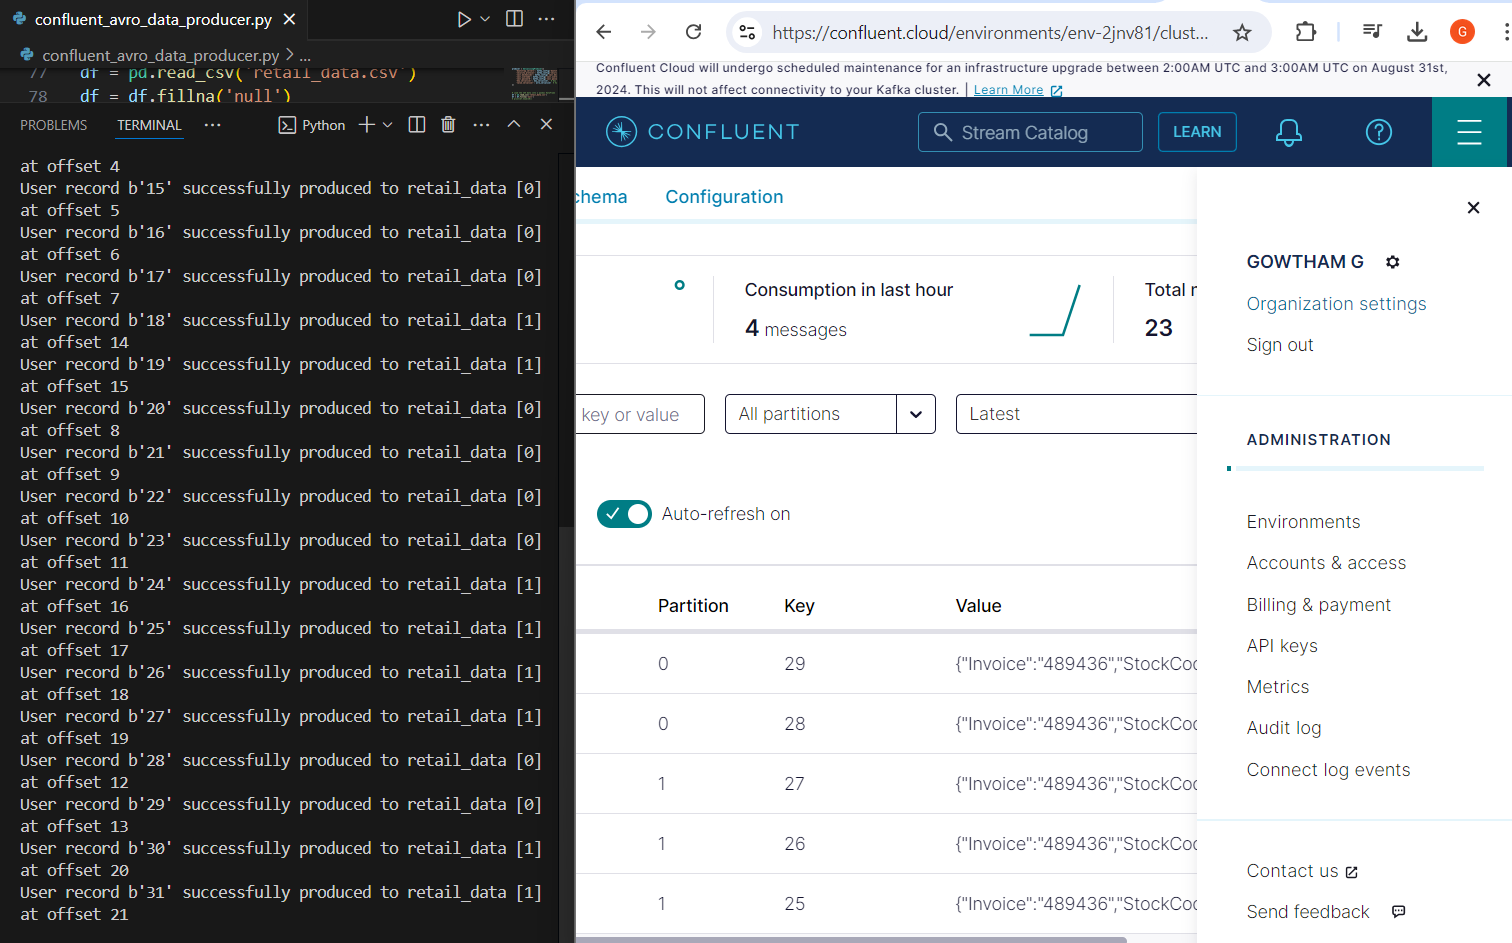 confluent_avro_data_producer.py
confluent_avro_data_producer.py > ...
77 df = pd.read_csv('retail_data.csv')
78 df = df.fillna('null')
PROBLEMS TERMINAL ... Python
at offset 4
User record b'15' successfully produced to retail_data [0]
at offset 5
User record b'16' successfully produced to retail_data [0]
at offset 6
User record b'17' successfully produced to retail_data [0]
at offset 7
User record b'18' successfully produced to retail_data [1]
at offset 14
User record b'19' successfully produced to retail_data [1]
at offset 15
User record b'20' successfully produced to retail_data [0]
at offset 8
User record b'21' successfully produced to retail_data [0]
at offset 9
User record b'22' successfully produced to retail_data [0]
at offset 10
User record b'23' successfully produced to retail_data [0]
at offset 11
User record b'24' successfully produced to retail_data [1]
at offset 16
User record b'25' successfully produced to retail_data [1]
at offset 17
User record b'26' successfully produced to retail_data [1]
at offset 18
User record b'27' successfully produced to retail_data [1]
at offset 19
User record b'28' successfully produced to retail_data [0]
at offset 12
User record b'29' successfully produced to retail_data [0]
at offset 13
User record b'30' successfully produced to retail_data [1]
at offset 20
User record b'31' successfully produced to retail_data [1]
at offset 21
https://confluent.cloud/environments/env-2jnv81/clust...
G
Confluent Cloud will undergo scheduled maintenance for an infrastructure upgrade between 2:00AM UTC and 3:00AM UTC on August 31st,
2024. This will not affect connectivity to your Kafka cluster. | Learn More
CONFLUENT
Stream Catalog
LEARN
chema Configuration
Consumption in last hour
4 messages
Total r
23
key or value
All partitions
Latest
Auto-refresh on
Partition Key Value
0 29 {"Invoice":"489436","StockCoc
0 28 {"Invoice":"489436","StockCoc
1 27 {"Invoice":"489436","StockCoc
1 26 {"Invoice":"489436","StockCoc
1 25 {"Invoice":"489436","StockCoc
GOWTHAM G
Organization settings
Sign out
ADMINISTRATION
Environments
Accounts & access
Billing & payment
API keys
Metrics
Audit log
Connect log events
Contact us
Send feedback